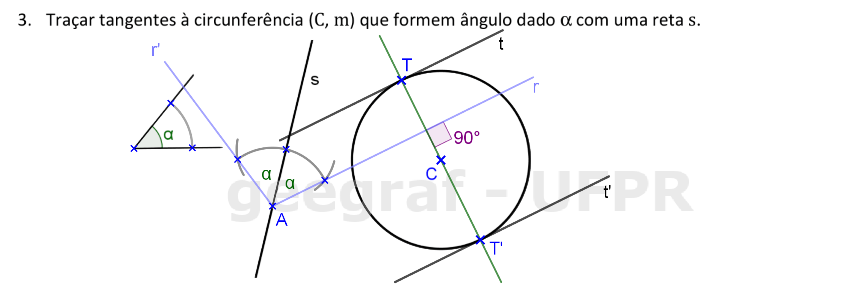 3. Traçar tangentes à circunferência (C, m) que formem ângulo dado α com uma reta s.
r'
t
T
s
r
α
90°
C
α
α
geegraf - UFPR
t'
A
T'